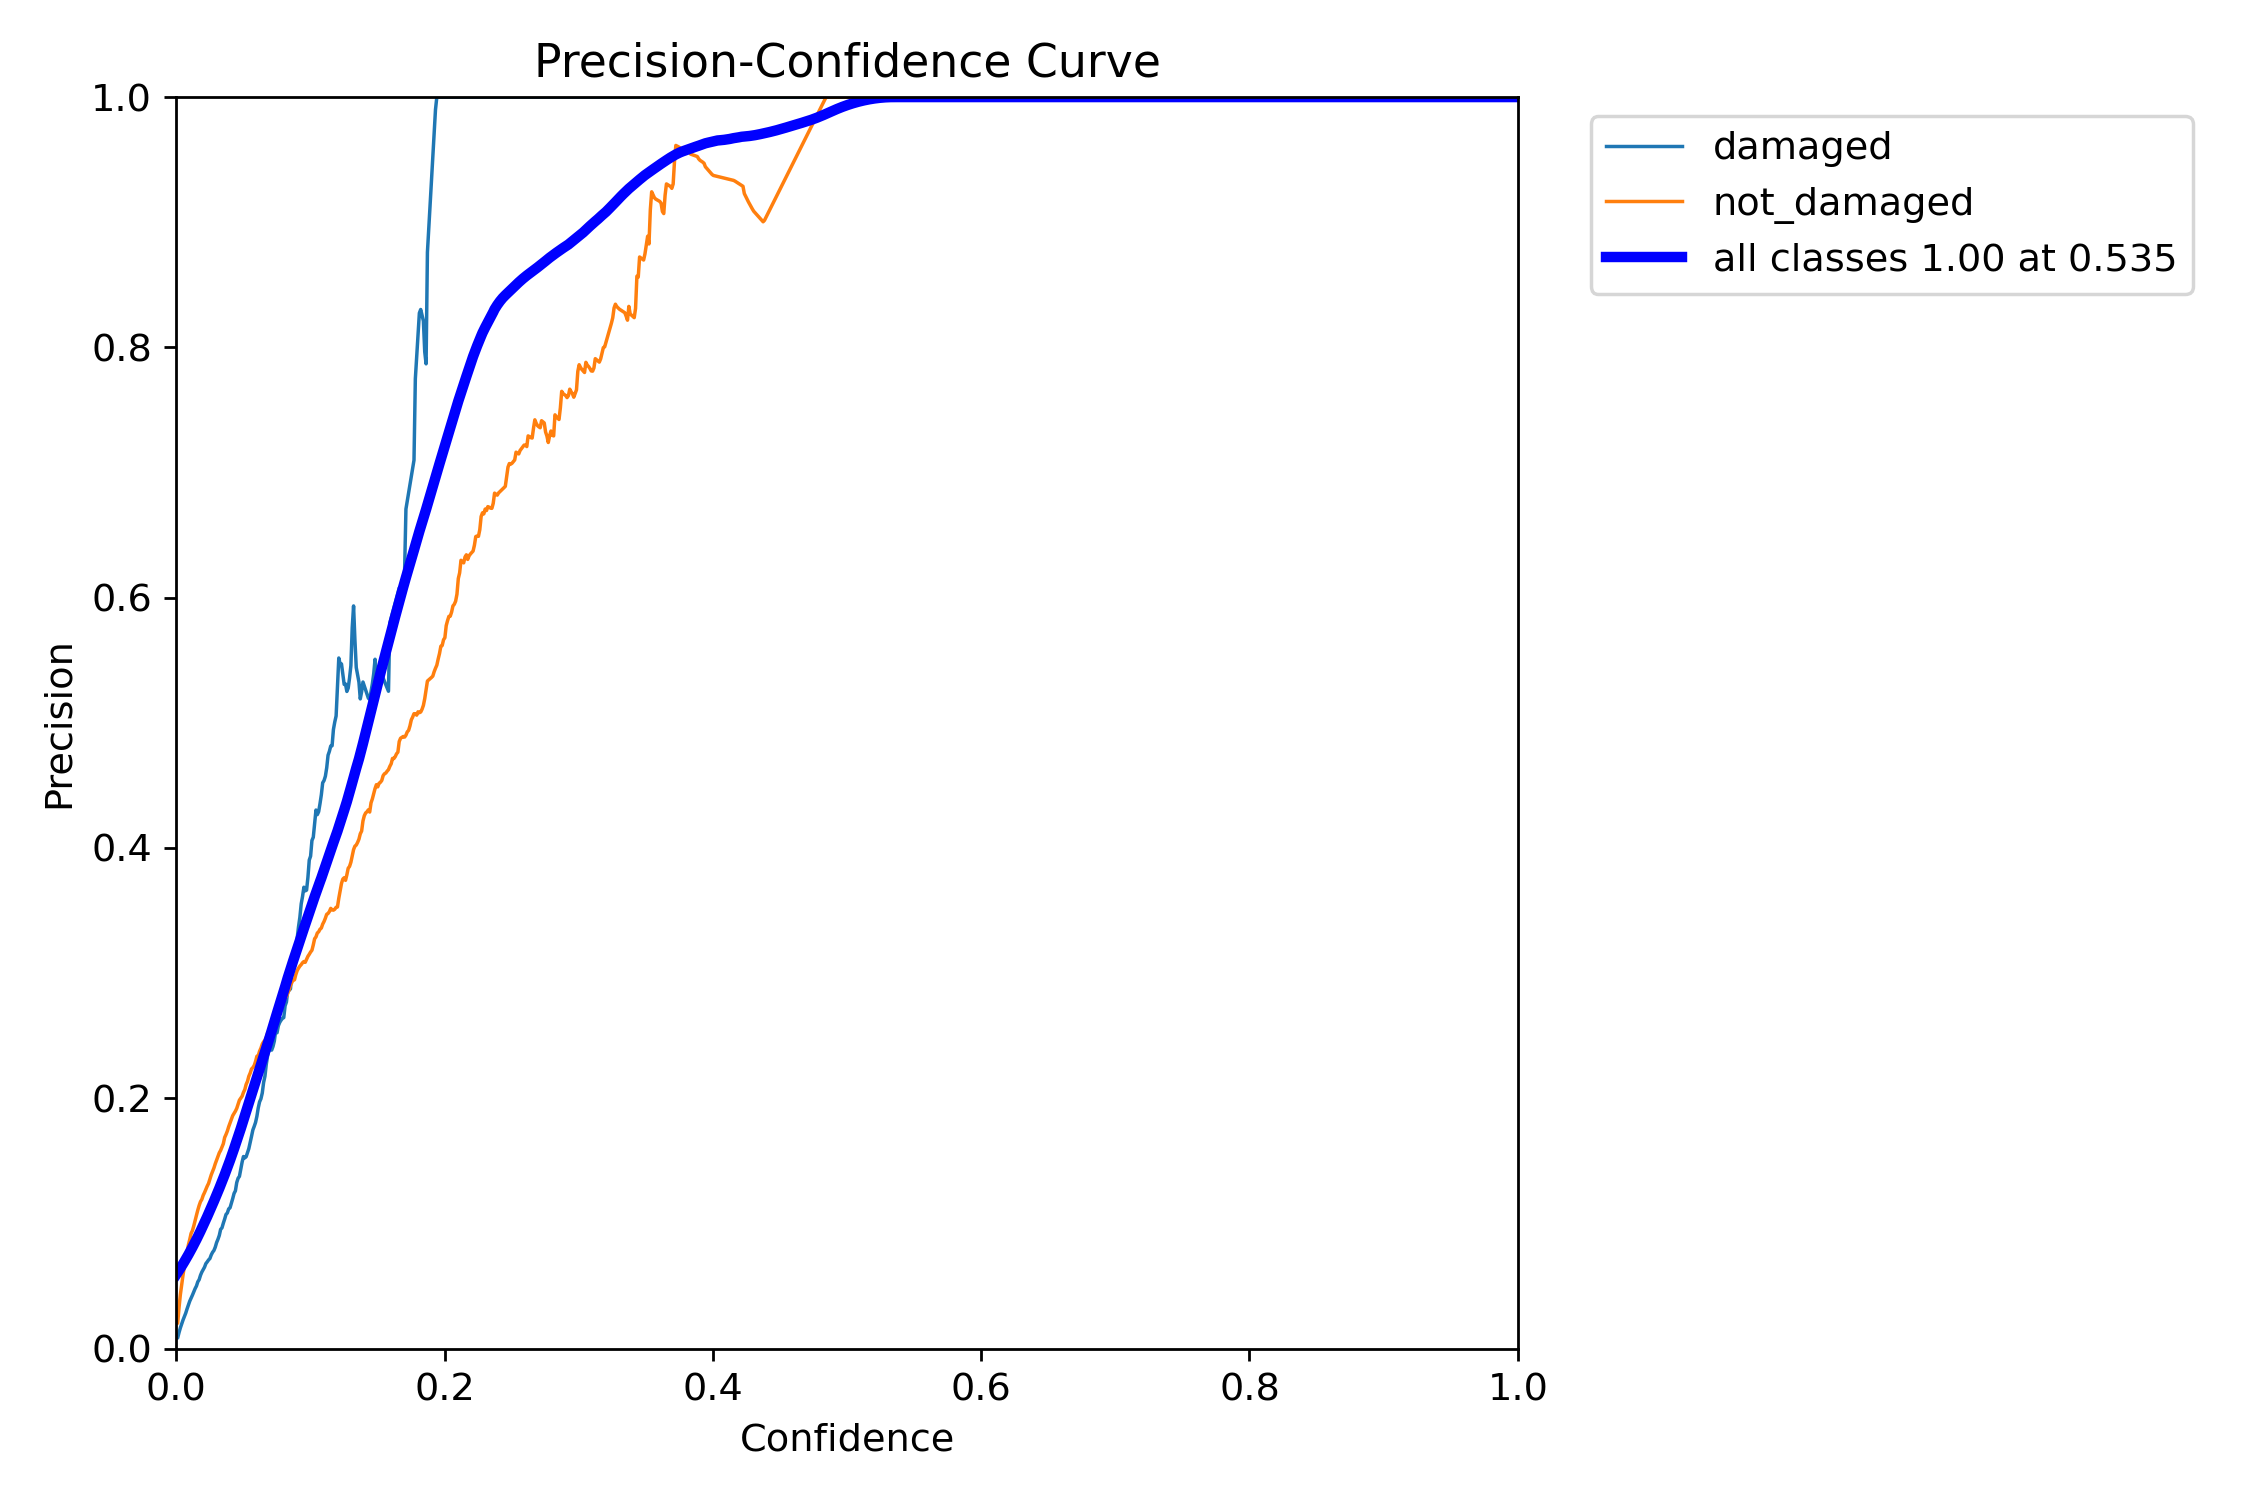 Precision-Confidence Curve
1.0
0.8
0.6
0.4
0.2
0.0
Precision
0.0 0.2 0.4 0.6 0.8 1.0
Confidence
damaged
not_damaged
all classes 1.00 at 0.535